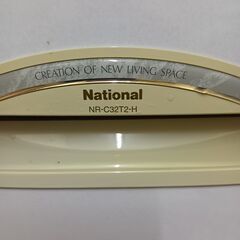 CREATION OF NEW LIVING SPACE
National
NR-C32T2-H